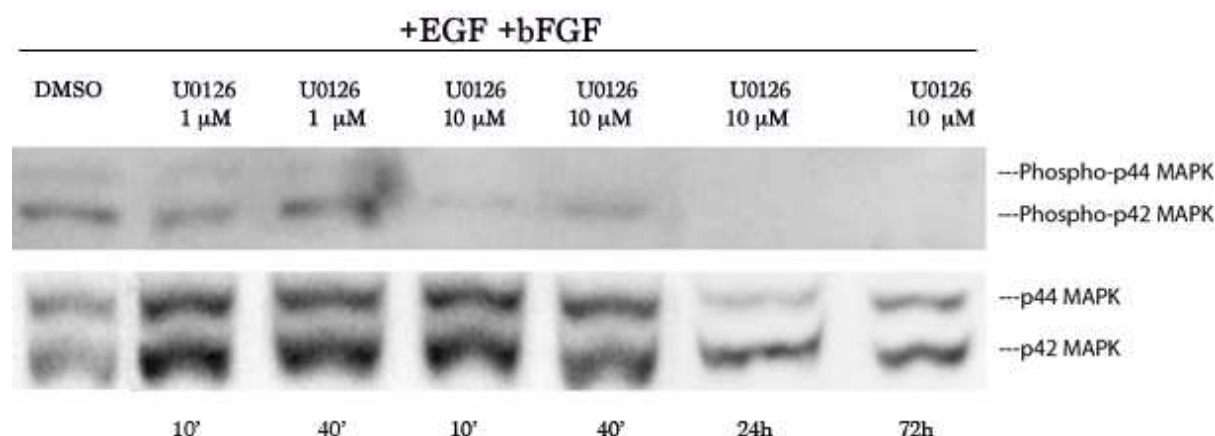 +EGF +bFGF
DMSO U0126 U0126 U0126 U0126 U0126 U0126
1 μM 1 μM 10 μM 10 μM 10 μM 10 μM
---Phospho-p44 MAPK
---Phospho-p42 MAPK
---p44 MAPK
---p42 MAPK
10' 40' 10' 40' 24h 72h